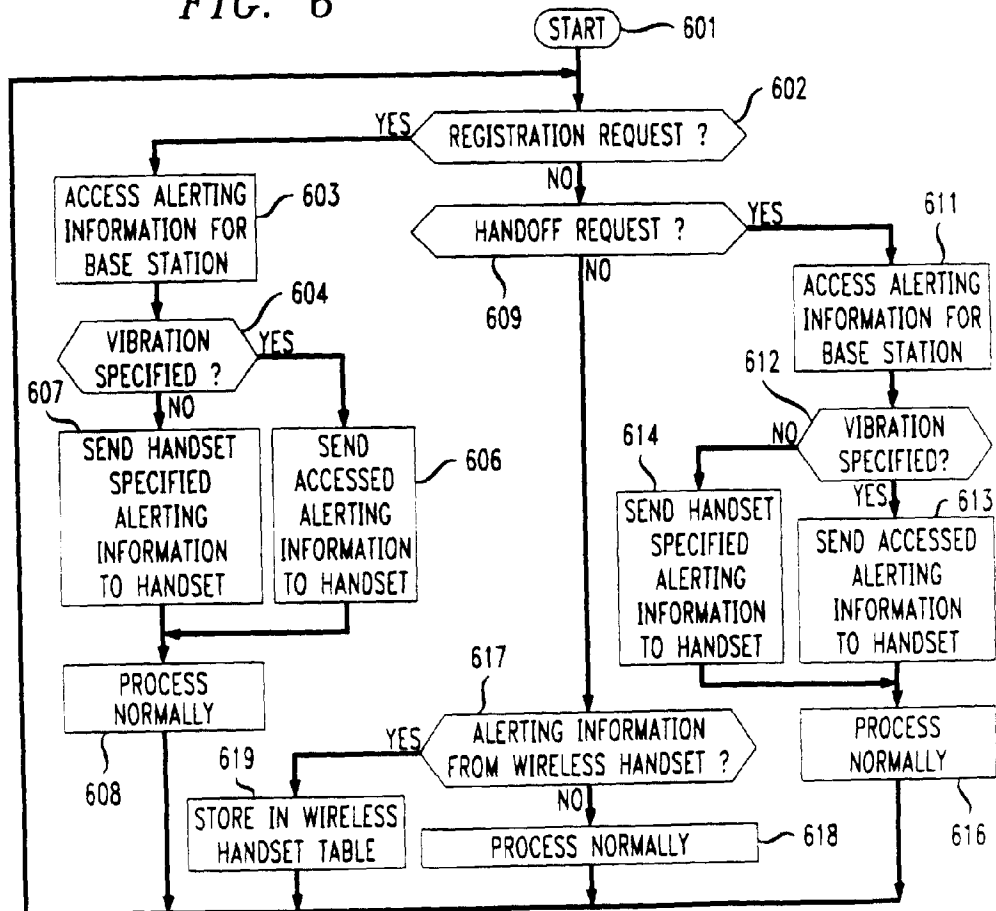 FIG. 6
START
601
602
YES
REGISTRATION REQUEST ?
NO
ACCESS ALERTING
INFORMATION FOR
BASE STATION
603
HANDOFF REQUEST ?
YES
609
NO
611
ACCESS ALERTING
INFORMATION FOR
BASE STATION
604
VIBRATION
SPECIFIED ?
YES
NO
607
SEND HANDSET
SPECIFIED
ALERTING
INFORMATION
TO HANDSET
SEND
ACCESSED
ALERTING
INFORMATION
TO HANDSET
606
612
VIBRATION
SPECIFIED?
NO
YES
614
SEND HANDSET
SPECIFIED
ALERTING
INFORMATION
TO HANDSET
613
SEND ACCESSED
ALERTING
INFORMATION
TO HANDSET
PROCESS
NORMALLY
608
617
ALERTING INFORMATION
FROM WIRELESS HANDSET ?
YES
NO
619
STORE IN WIRELESS
HANDSET TABLE
PROCESS NORMALLY
618
PROCESS
NORMALLY
616